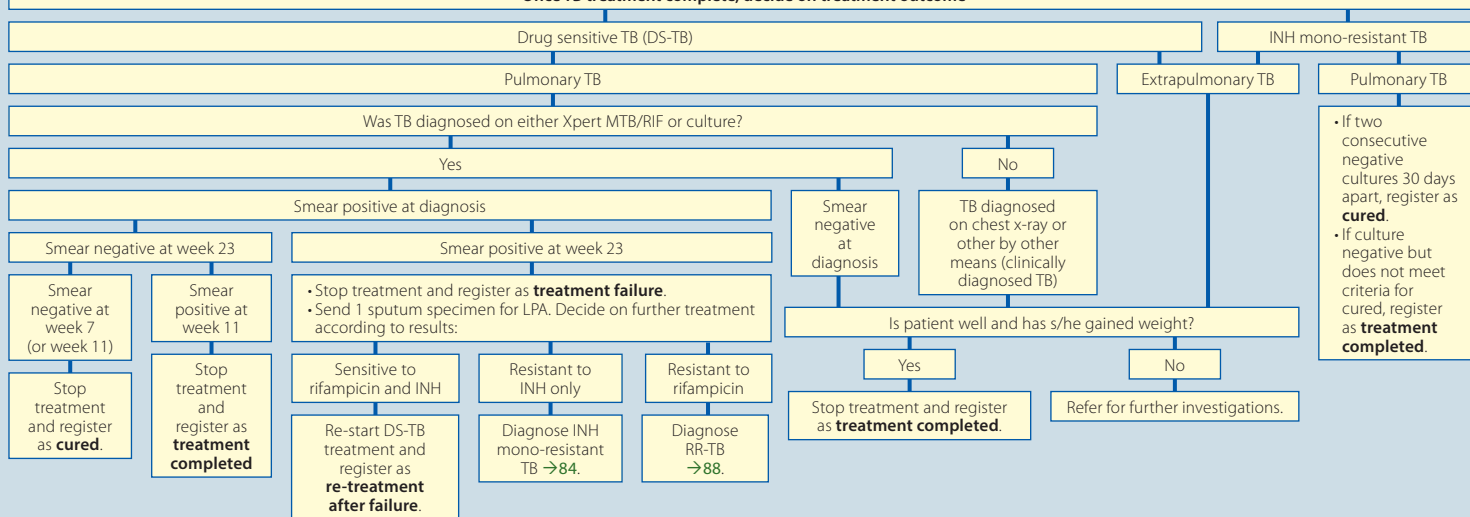 Once TB treatment complete, decide on treatment outcome
Drug sensitive TB (DS-TB)
INH mono-resistant TB
Pulmonary TB
Extrapulmonary TB
Pulmonary TB
Was TB diagnosed on either Xpert MTB/RIF or culture?
Yes
No
Smear positive at diagnosis
Smear
negative
at
diagnosis
TB diagnosed
on chest x-ray or
other by other
means (clinically
diagnosed TB)
• If two
consecutive
negative
cultures 30 days
apart, register as
cured.
• If culture
negative but
does not meet
criteria for
cured, register
as treatment
completed.
Smear negative at week 23
Smear positive at week 23
Smear
negative at
week 7
(or week 11)
Smear
positive at
week 11
• Stop treatment and register as treatment failure.
• Send 1 sputum specimen for LPA. Decide on further treatment
according to results:
Is patient well and has s/he gained weight?
Stop
treatment
and register
as cured.
Stop
treatment
and
register as
treatment
completed
Sensitive to
rifampicin and INH
Resistant to
INH only
Resistant to
rifampicin
Yes
No
Re-start DS-TB
treatment and
register as
re-treatment
after failure.
Diagnose INH
mono-resistant
TB →84.
Diagnose
RR-TB
→88.
Stop treatment and register
as treatment completed.
Refer for further investigations.